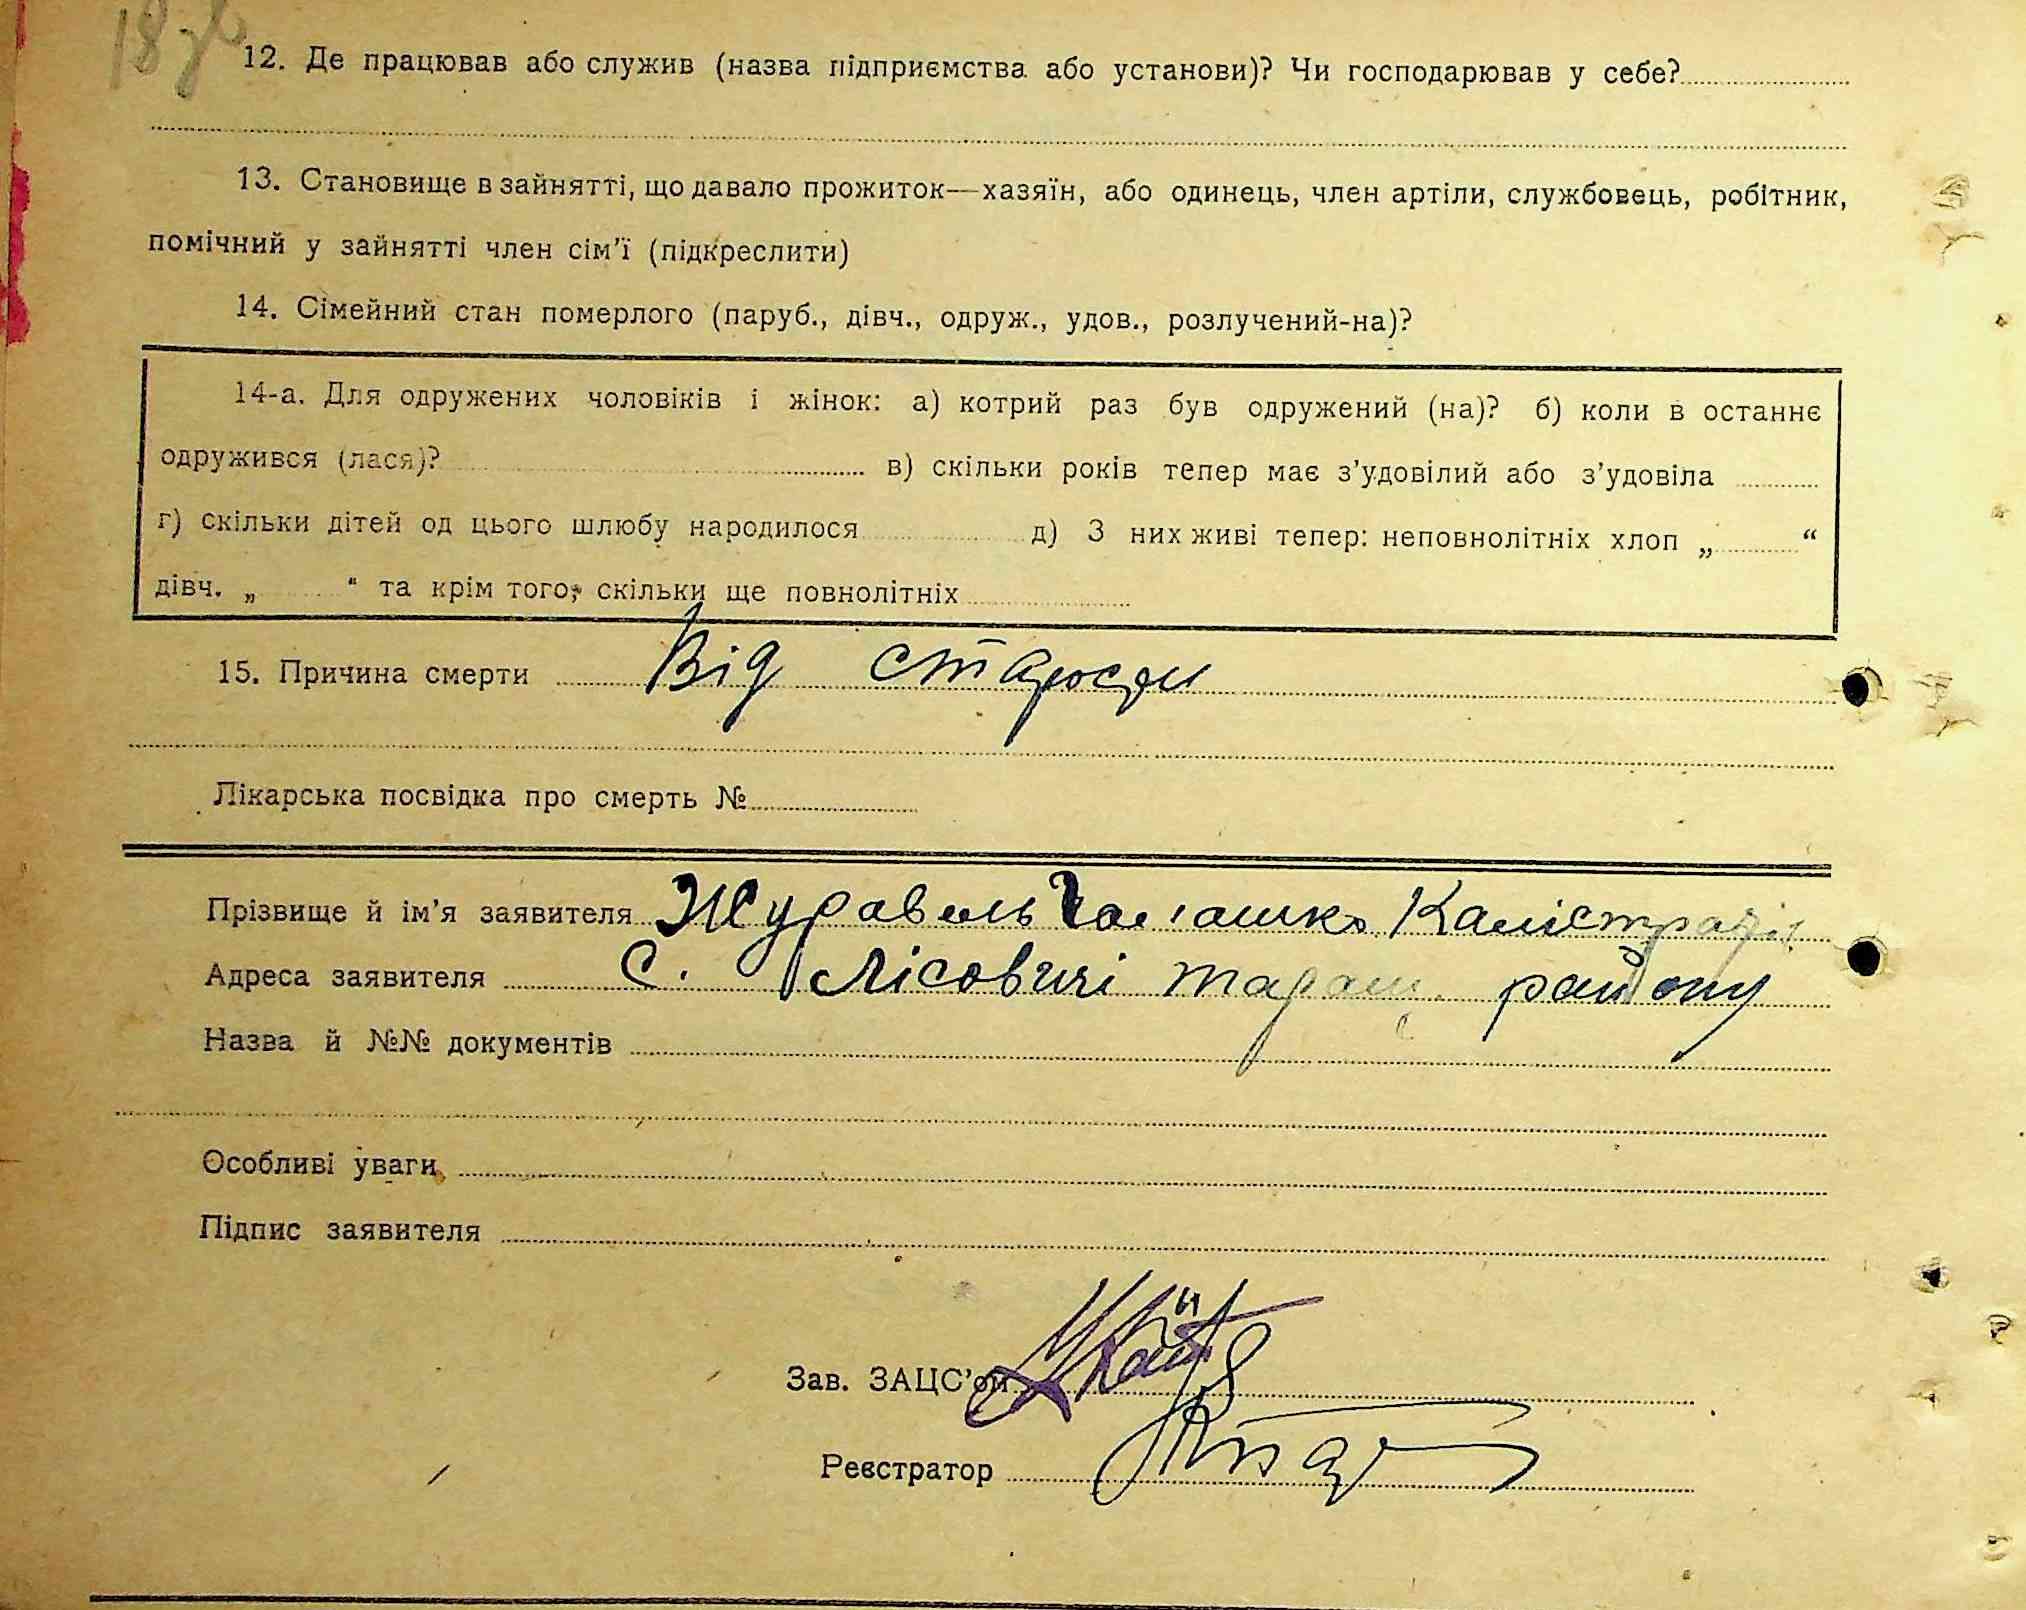 12. Де працював або служив (назва підприємства або установи)? Чи господарював у себе?
13. Становище в зайнятті, що давало прожиток—хазяїн, або одинець, член артіли, службовець, робітник,
помічний у зайнятті член сім’ї (підкреслити)
14. Сімейний стан померлого (паруб., дівч., одруж., удов., розлучений-на)?
14-а. Для одружених чоловіків і жінок: а) котрий раз був одружений (на)? б) коли в останнє
одружився (лася)? в) скільки років тепер має з’удовілий або з’удовіла
г) скільки дітей од цього шлюбу народилося д) З них живі тепер: неповнолітніх хлоп „ “
дівч. „ “ та крім того, скільки ще повнолітніх
15. Причина смерти Від старости
Лікарська посвідка про смерть №
Прізвище й ім’я заявителя Журавель
Адреса заявителя с. Лісовичі Таращ. району
Назва й №№ документів
Особливі уваги
Підпис заявителя
Зав. ЗАЦС’ом
Реєстратор